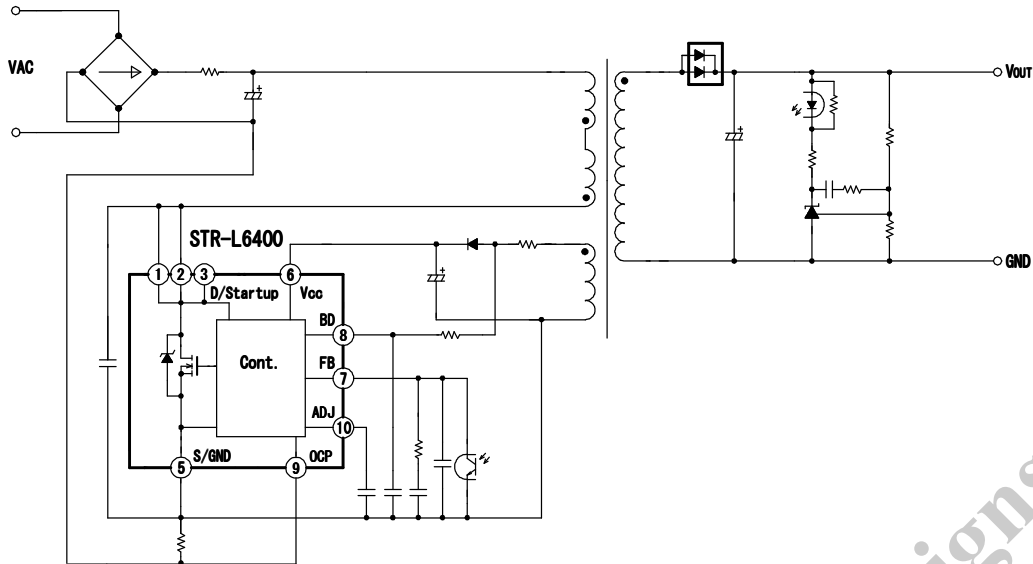 VAC
VOUT
STR-L6400
1 2 3 6
D/Startup Vcc
BD
8
Cont.
FB
7
ADJ
10
GND
S/GND OCP
5 9
igns